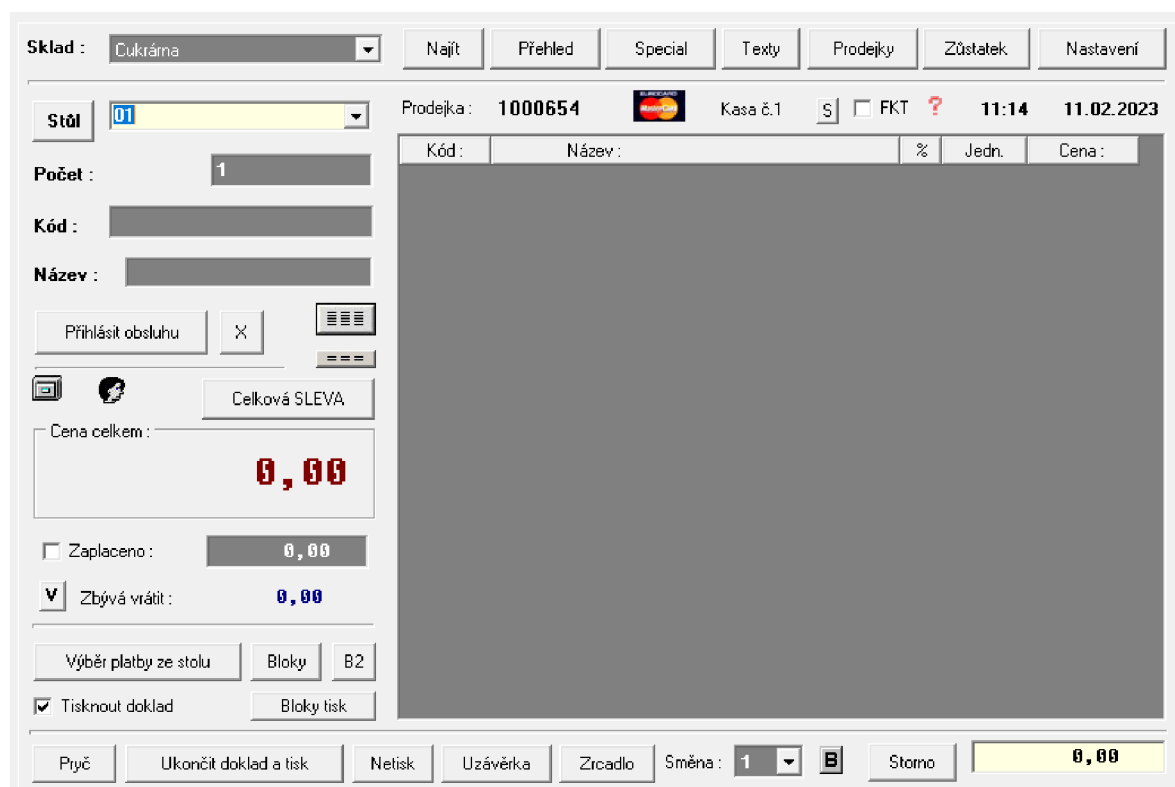 Sklad : Cukrárna Najít Přehled Special Texty Prodejky Zůstatek Nastavení
Stůl 01 Prodejka : 1000654 MasterCard Kasa č.1 S FKT ? 11:14 11.02.2023
Kód : Název : % Jedn. Cena :
Počet : 1
Kód :
Název :
Přihlásit obsluhu X
Celková SLEVA
Cena celkem :
0,00
Zaplaceno : 0,00
V Zbývá vrátit : 0,00
Výběr platby ze stolu Bloky B2
Tisknout doklad Bloky tisk
Pryč Ukončit doklad a tisk Netisk Uzávěrka Zrcadlo Směna : 1 B Storno 0,00